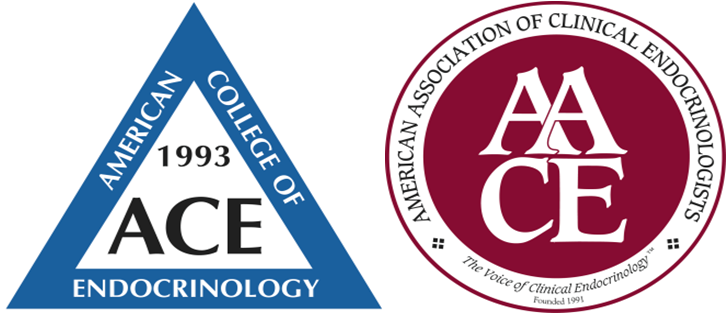 AMERICAN
COLLEGE OF
1993
ACE
ENDOCRINOLOGY
AMERICAN ASSOCIATION OF CLINICAL ENDOCRINOLOGISTS
AA
CE
The Voice of Clinical Endocrinology™
Founded 1991